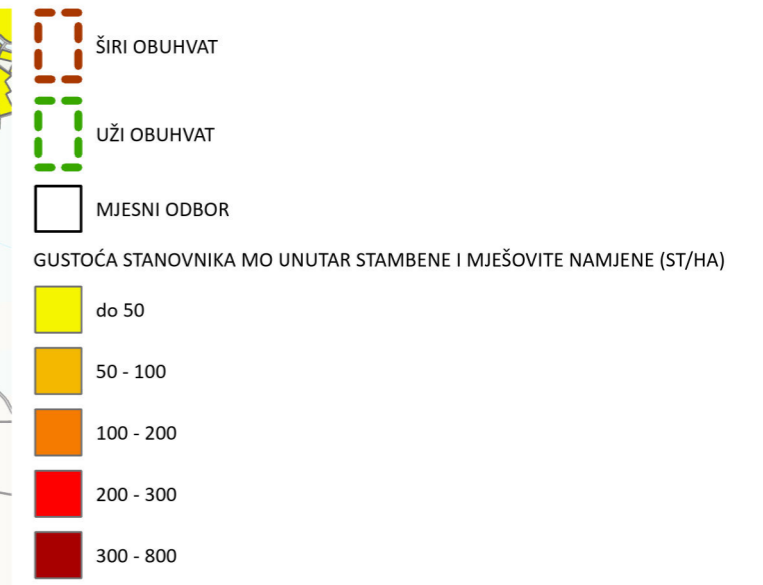 ŠIRI OBUHVAT
UŽI OBUHVAT
MJESNI ODBOR
GUSTOĆA STANOVNIKA MO UNUTAR STAMBENE I MJEŠOVITE NAMJENE (ST/HA)
do 50
50 - 100
100 - 200
200 - 300
300 - 800